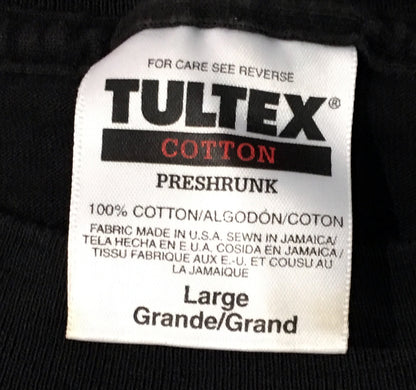 FOR CARE SEE REVERSE
TULTEX®
COTTON
PRESHRUNK
100% COTTON/ALGODÓN/COTON
FABRIC MADE IN U.S.A. SEWN IN JAMAICA/
TELA HECHA EN E U.A. COSIDA EN JAMAICA/
TISSU FABRIQUE AUX E.-U. ET COUSU AU
LA JAMAIQUE
Large
Grande/Grand